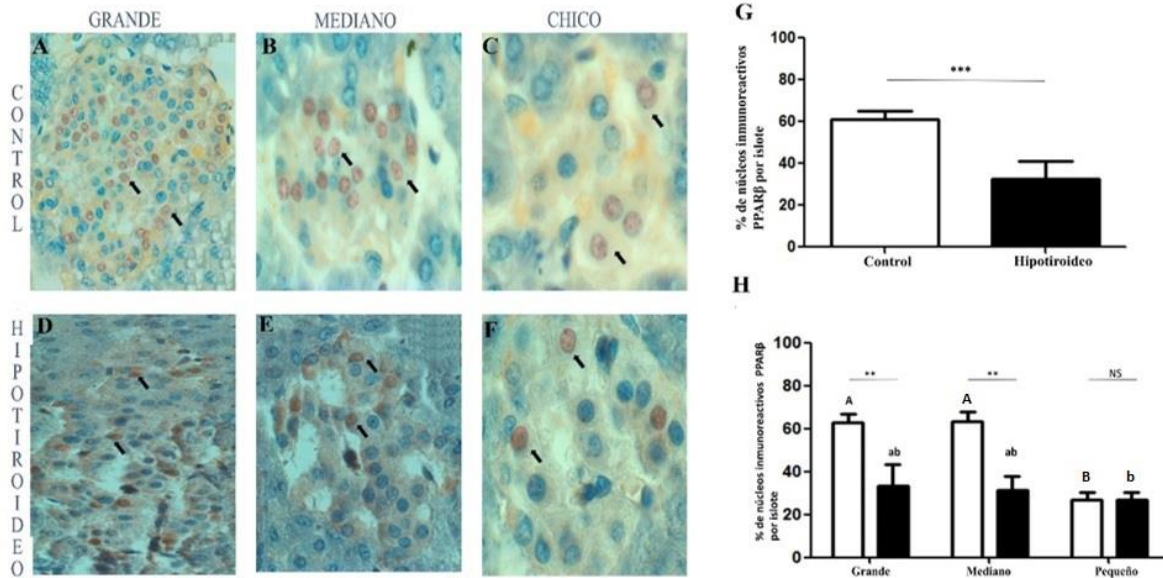 GRANDE
MEDIANO
CHICO
CONTROL
HIPOTIROIDEO
A
B
C
D
E
F
G
% de núcleos inmunoreactivos
PPARβ por islote
100
80
60
40
20
0
***
Control
Hipotiroideo
H
% de núcleos inmunoreactivos PPARβ
por islote
100
80
60
40
20
0
**
**
NS
A
ab
A
ab
B
b
Grande
Mediano
Pequeño